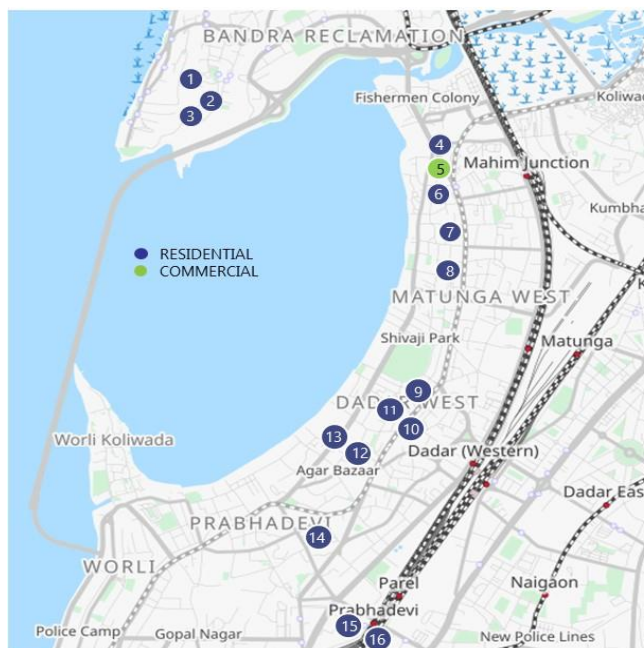 BANDRA RECLAMATION
1
2
3
Fishermen Colony
Koliw
4
5
Mahim Junction
6
Kumbha
7
8
RESIDENTIAL
COMMERCIAL
MATUNGA WEST
Shivaji Park
Matunga
9
DADAR WEST
11
10
13
12
Worli Koliwada
Agar Bazaar
Dadar (Western)
Dadar East
PRABHADEVI
14
WORLI
Parel
Naigaon
Prabhadevi
15
16
Police Camp
Gopal Nagar
New Police Lines